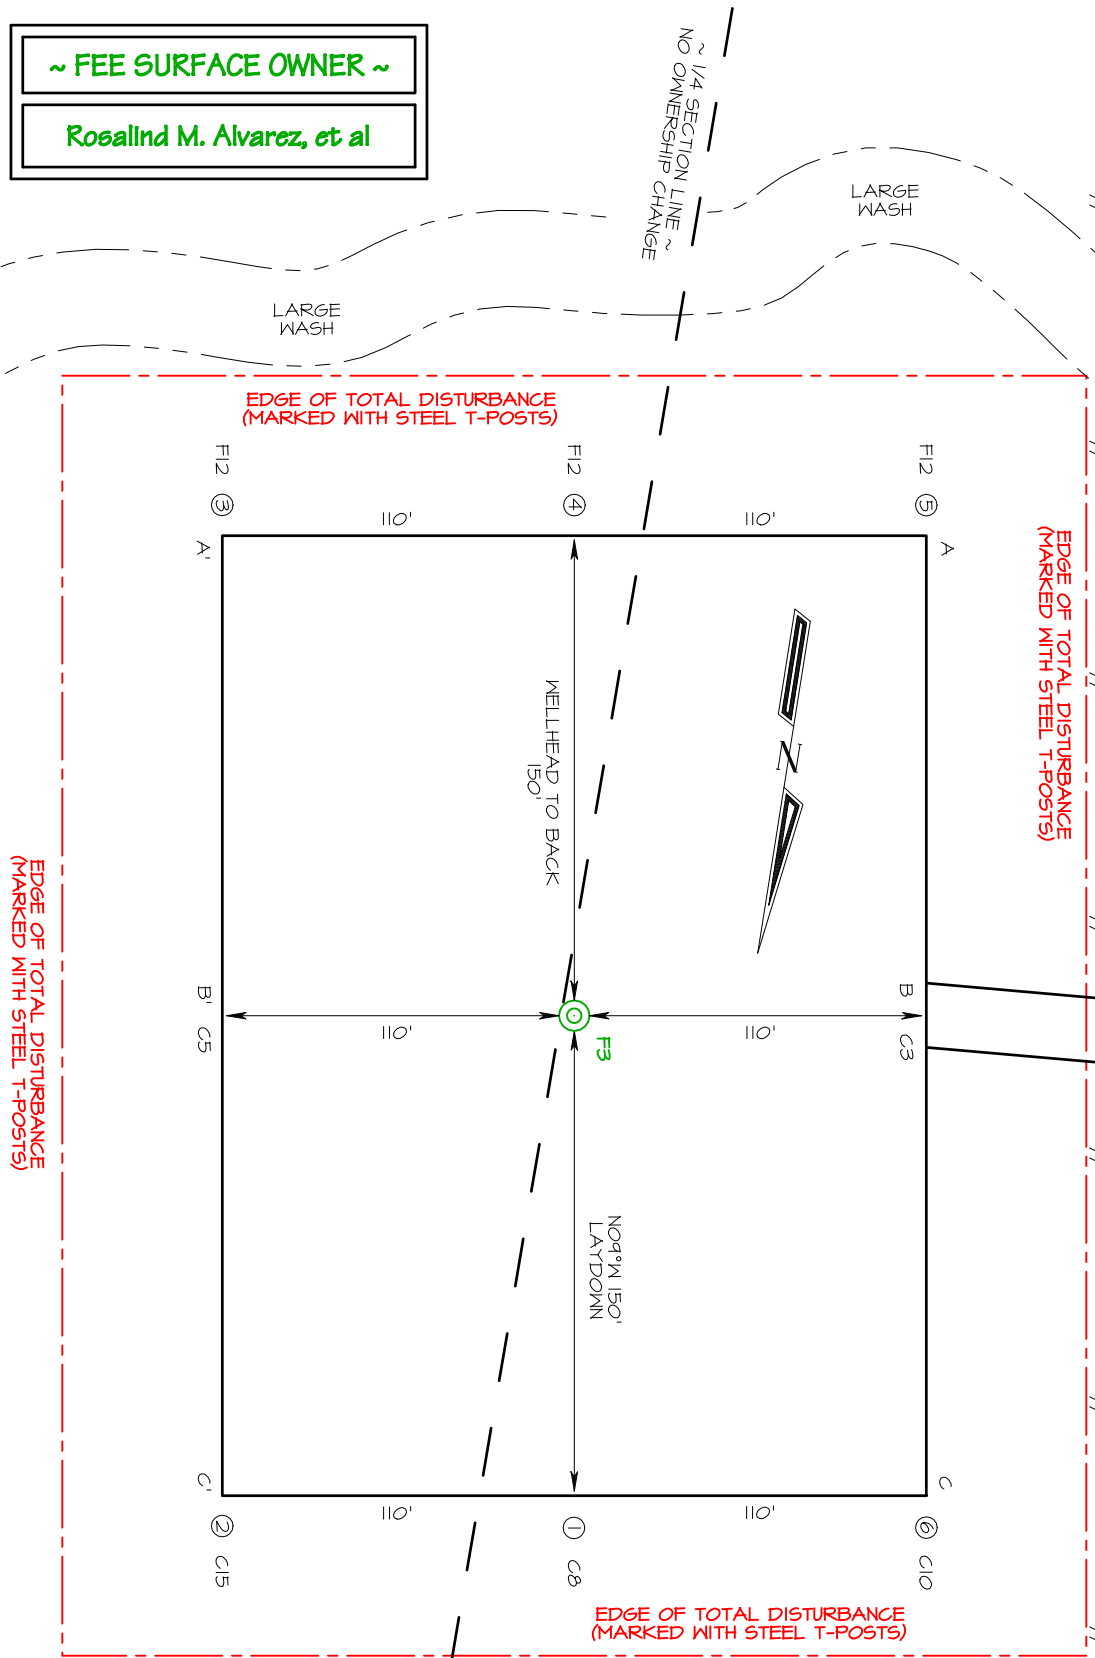 ~ FEE SURFACE OWNER ~
Rosalind M. Alvarez, et al
~ 1/4 SECTION LINE ~
NO OWNERSHIP CHANGE
LARGE
WASH
LARGE
WASH
EDGE OF TOTAL DISTURBANCE
(MARKED WITH STEEL T-POSTS)
F12 ③
F12 ④
F12 ⑤
110'
110'
A'
A
EDGE OF TOTAL DISTURBANCE
(MARKED WITH STEEL T-POSTS)
N
WELLHEAD TO BACK
150'
EDGE OF TOTAL DISTURBANCE
(MARKED WITH STEEL T-POSTS)
B' C5
B C3
110'
110'
F3
N09°W 150'
LAYDOWN
C'
C
110'
110'
② C15
① C8
⑥ C10
EDGE OF TOTAL DISTURBANCE
(MARKED WITH STEEL T-POSTS)